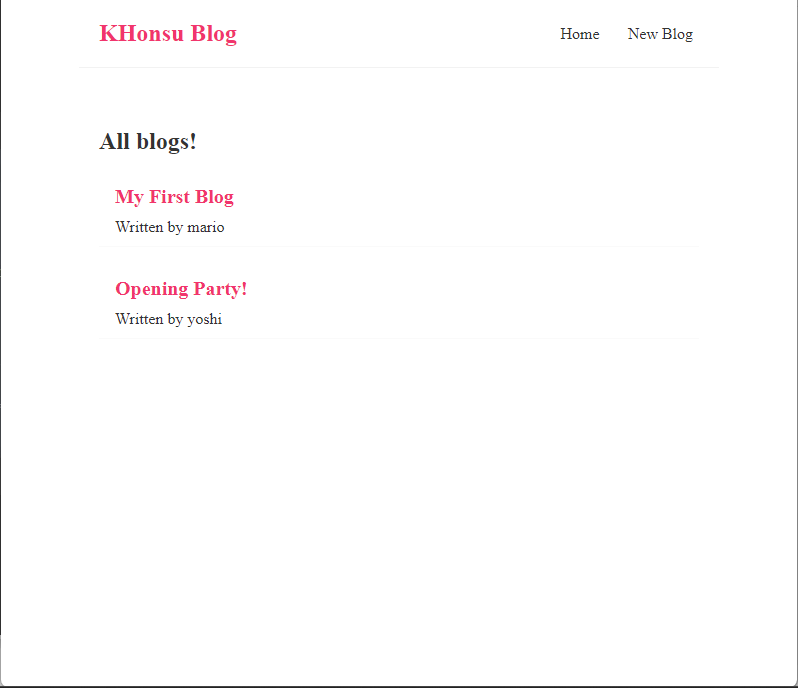 KHonsu Blog
Home New Blog
All blogs!
My First Blog
Written by mario
Opening Party!
Written by yoshi